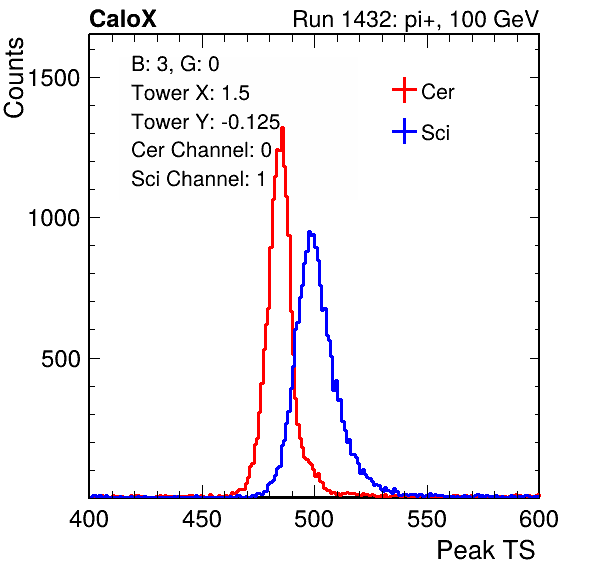 CaloX
Run 1432: pi+, 100 GeV
Counts
B: 3, G: 0
Tower X: 1.5
Tower Y: -0.125
Cer Channel: 0
Sci Channel: 1
Cer
Sci
1500
1000
500
400 450 500 550 600
Peak TS